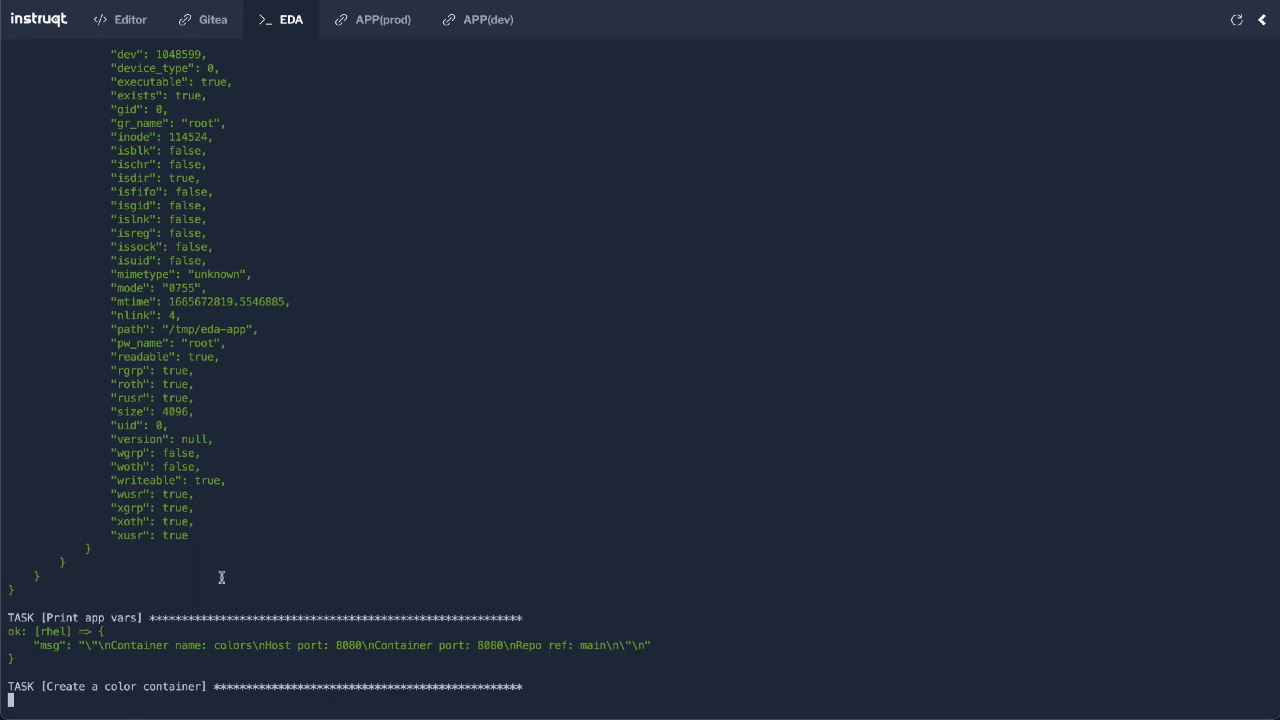 instruqt
Editor
Gitea
EDA
APP(prod)
APP(dev)
"dev": 1048599,
"device_type": 0,
"executable": true,
"exists": true,
"gid": 0,
"gr_name": "root",
"inode": 114524,
"isblk": false,
"ischr": false,
"isdir": true,
"isfifo": false,
"isgid": false,
"islnk": false,
"isreg": false,
"issock": false,
"isuid": false,
"mimetype": "unknown",
"mode": "0755",
"mtime": 1665672819.5546885,
"nlink": 4,
"path": "/tmp/eda-app",
"pw_name": "root",
"readable": true,
"rgrp": true,
"roth": true,
"rusr": true,
"size": 4096,
"uid": 0,
"version": null,
"wgrp": false,
"woth": false,
"writeable": true,
"wusr": true,
"xgrp": true,
"xoth": true,
"xusr": true
}
}
}
}
TASK [Print app vars] *********************************************************
ok: [rhel] => {
"msg": "\"\nContainer name: colors\nHost port: 8080\nContainer port: 8080\nRepo ref: main\n\"\n"
}
TASK [Create a color container] ***********************************************